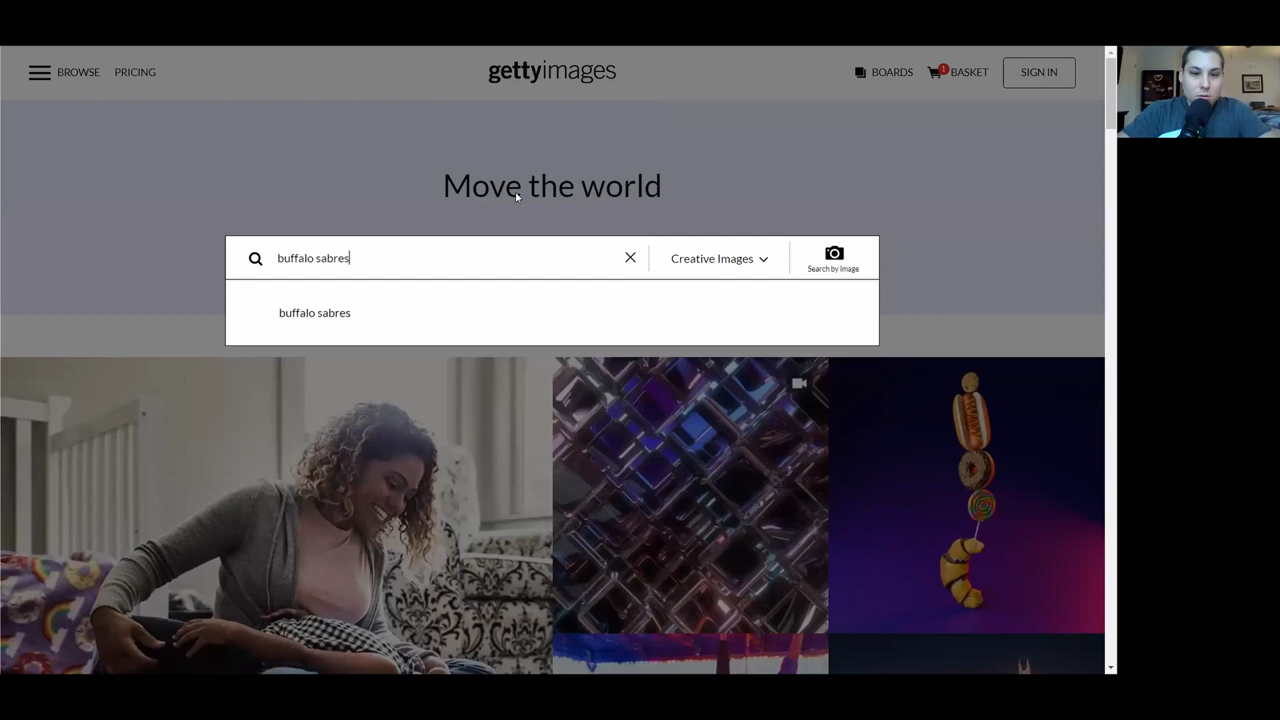 BROWSE
PRICING
gettyimages
BOARDS
1
BASKET
SIGN IN
Move the world
buffalo sabres
Creative Images
Search by image
buffalo sabres